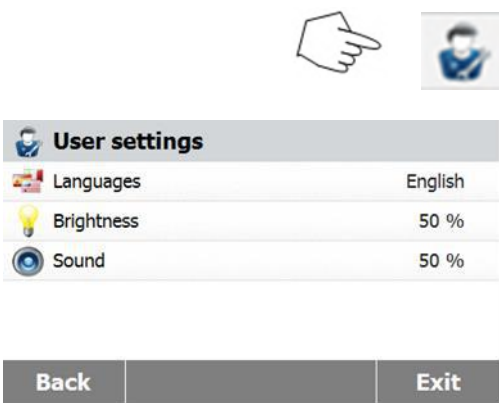 User settings
Languages English
Brightness 50 %
Sound 50 %
Back Exit